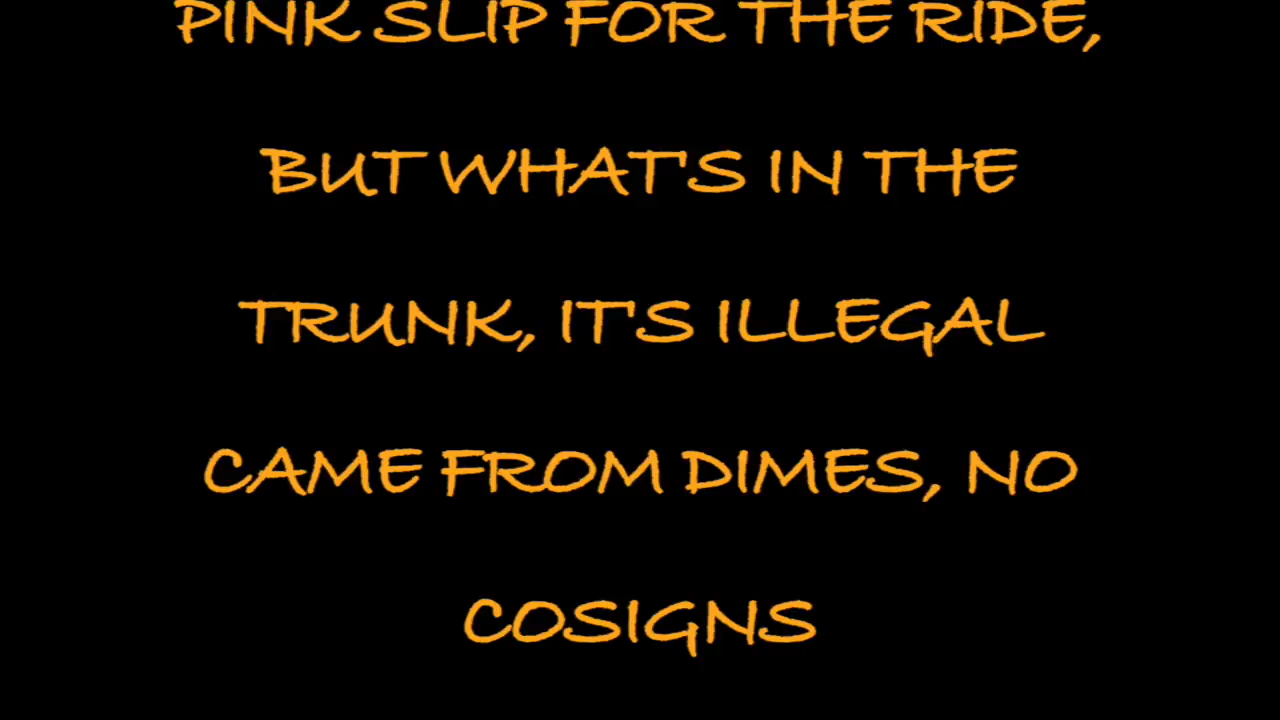 PINK SLIP FOR THE RIDE,
BUT WHAT'S IN THE
TRUNK, IT'S ILLEGAL
CAME FROM DIMES, NO
COSIGNS